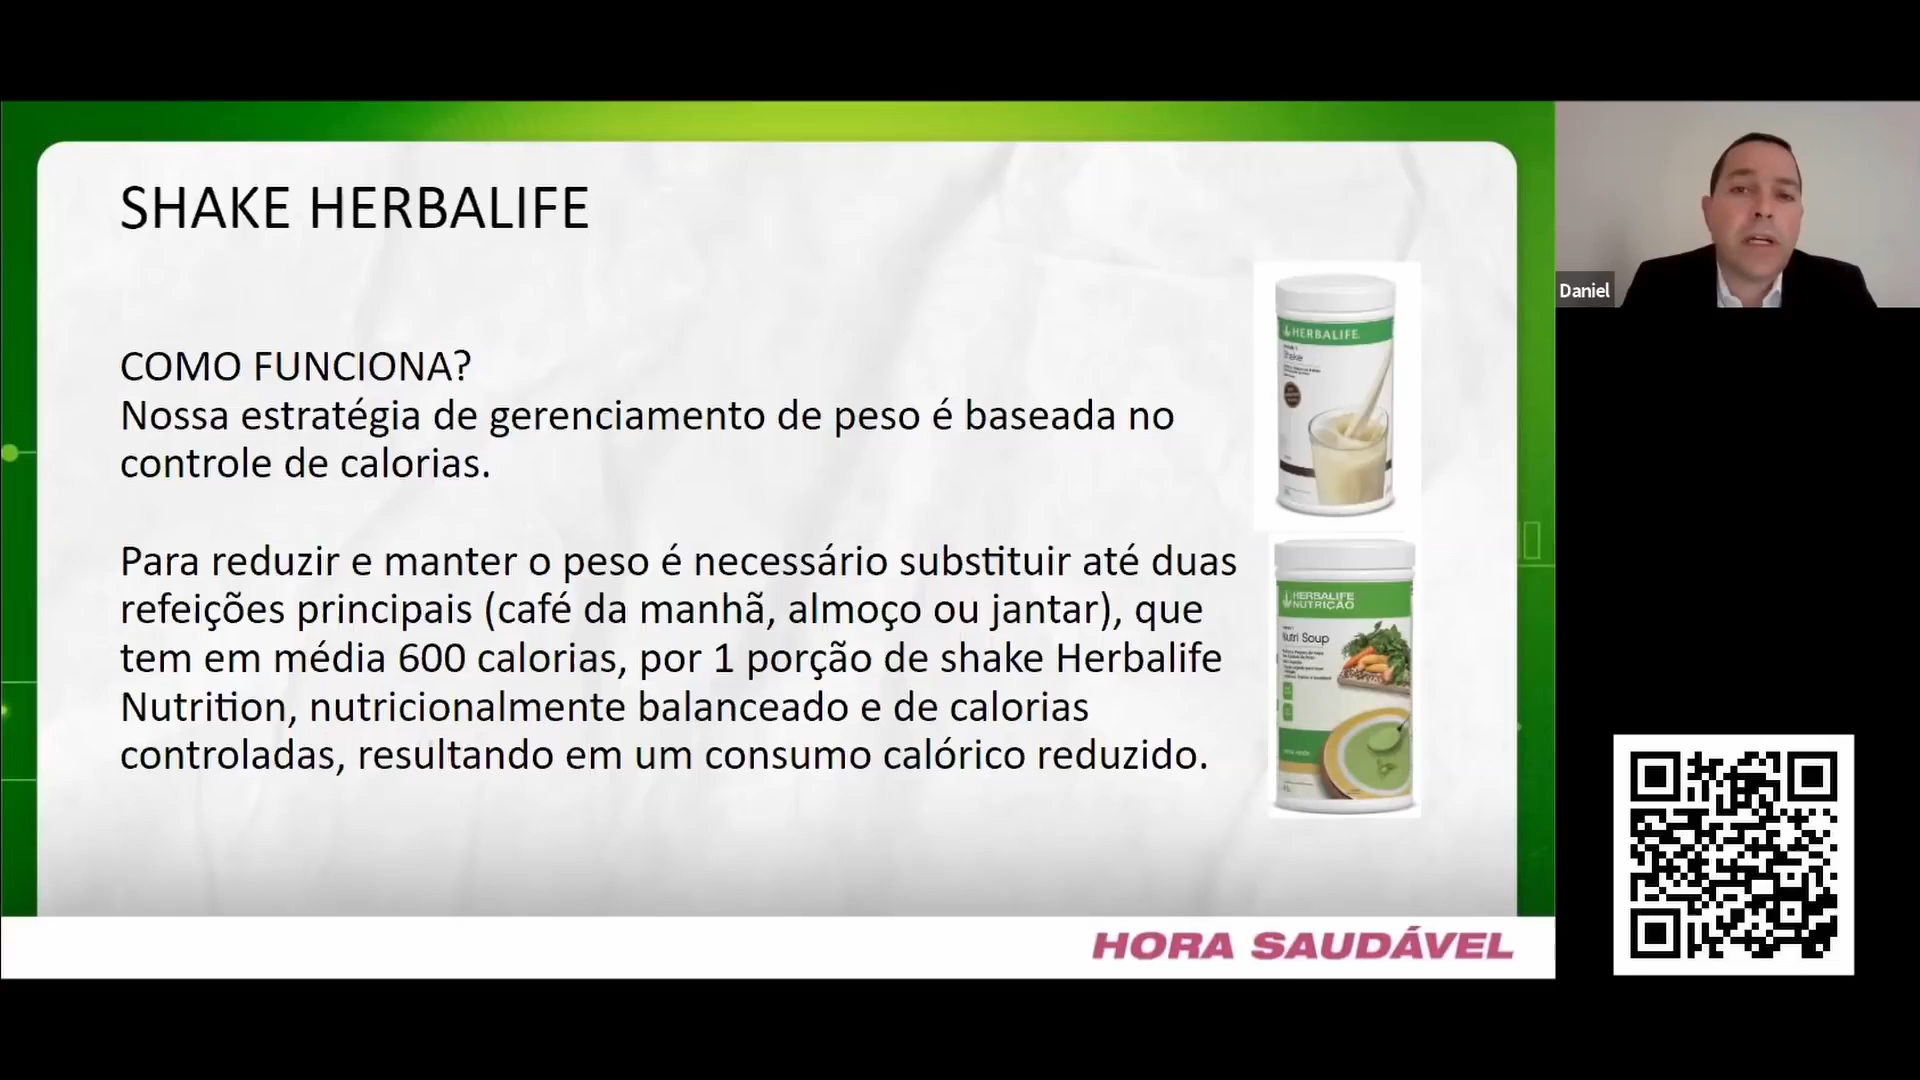 SHAKE HERBALIFE
COMO FUNCIONA?
Nossa estratégia de gerenciamento de peso é baseada no
controle de calorias.
Para reduzir e manter o peso é necessário substituir até duas
refeições principais (café da manhã, almoço ou jantar), que
tem em média 600 calorias, por 1 porção de shake Herbalife
Nutrition, nutricionalmente balanceado e de calorias
controladas, resultando em um consumo calórico reduzido.
HERBALIFE
Shake
HERBALIFE
NUTRIÇÃO
Nutri Soup
Daniel
HORA SAUDÁVEL